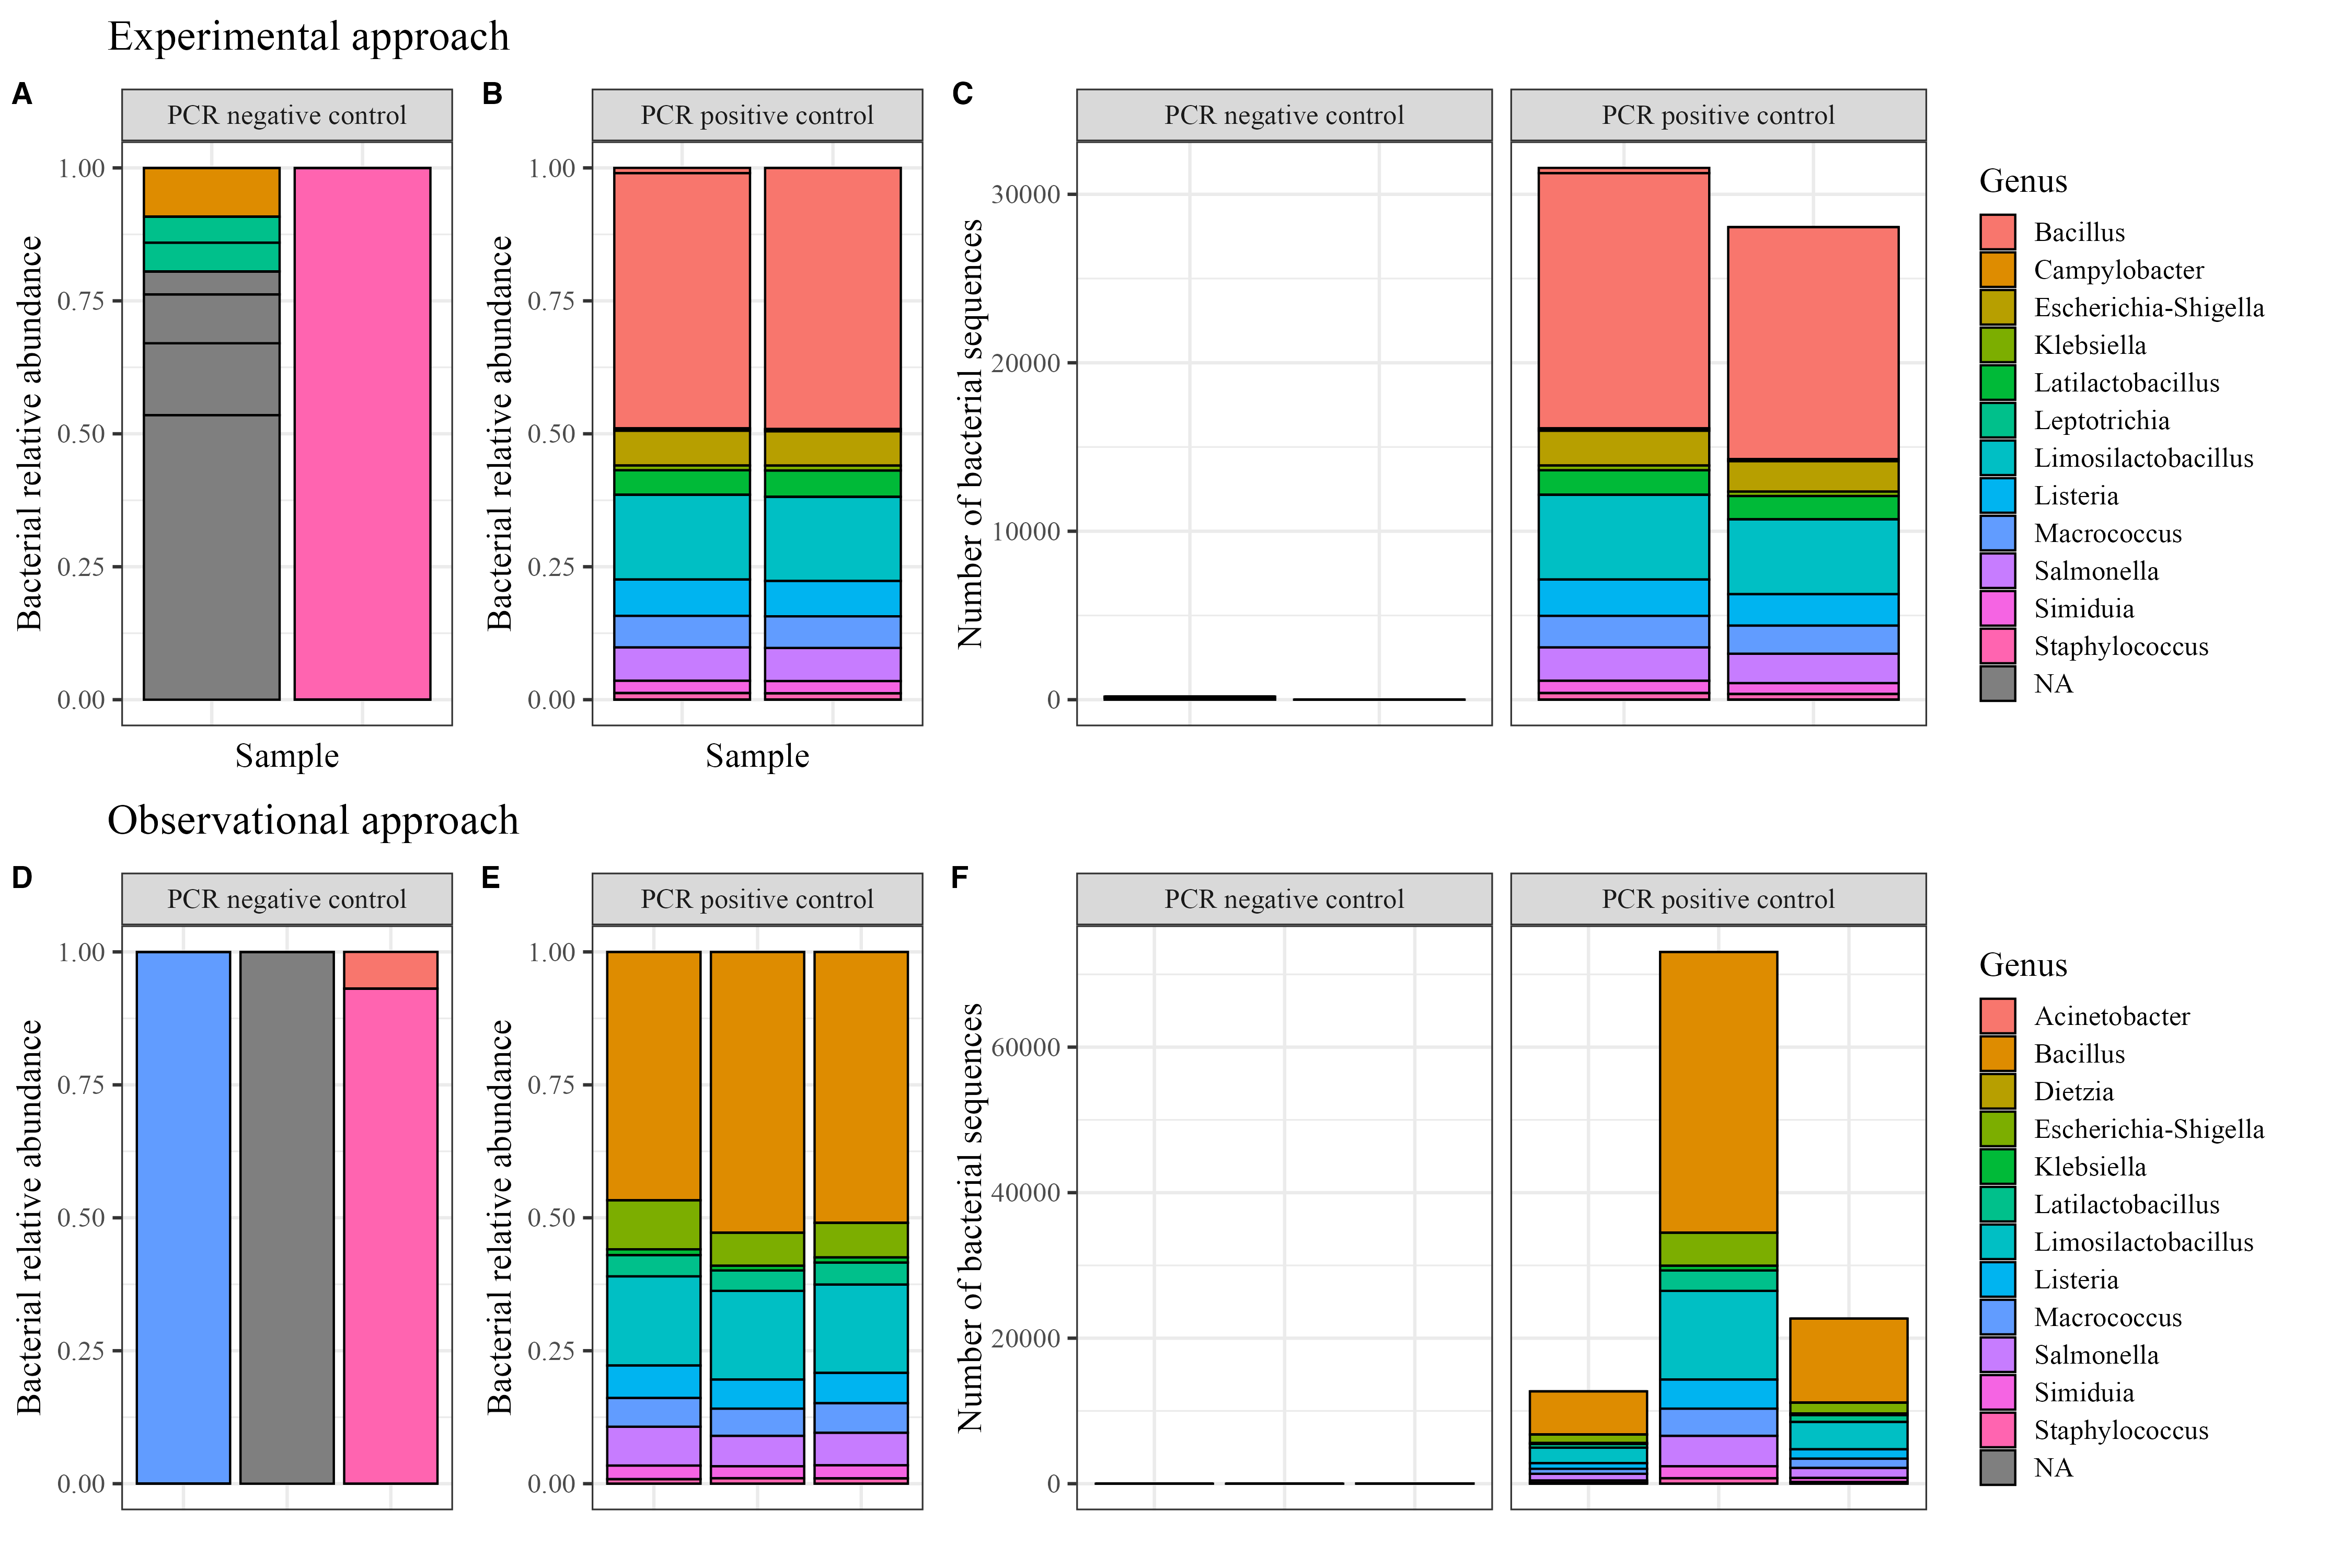 Experimental approach
A
B
C
PCR negative control
PCR positive control
PCR negative control
PCR positive control
Bacterial relative abundance
1.00
0.75
0.50
0.25
0.00
Sample
Bacterial relative abundance
1.00
0.75
0.50
0.25
0.00
Sample
Number of bacterial sequences
30000
20000
10000
0
Genus
Bacillus
Campylobacter
Escherichia-Shigella
Klebsiella
Latilactobacillus
Leptotrichia
Limosilactobacillus
Listeria
Macrococcus
Salmonella
Simiduia
Staphylococcus
NA
Observational approach
D
E
F
PCR negative control
PCR positive control
PCR negative control
PCR positive control
Bacterial relative abundance
1.00
0.75
0.50
0.25
0.00
Bacterial relative abundance
1.00
0.75
0.50
0.25
0.00
Number of bacterial sequences
60000
40000
20000
0
Genus
Acinetobacter
Bacillus
Dietzia
Escherichia-Shigella
Klebsiella
Latilactobacillus
Limosilactobacillus
Listeria
Macrococcus
Salmonella
Simiduia
Staphylococcus
NA